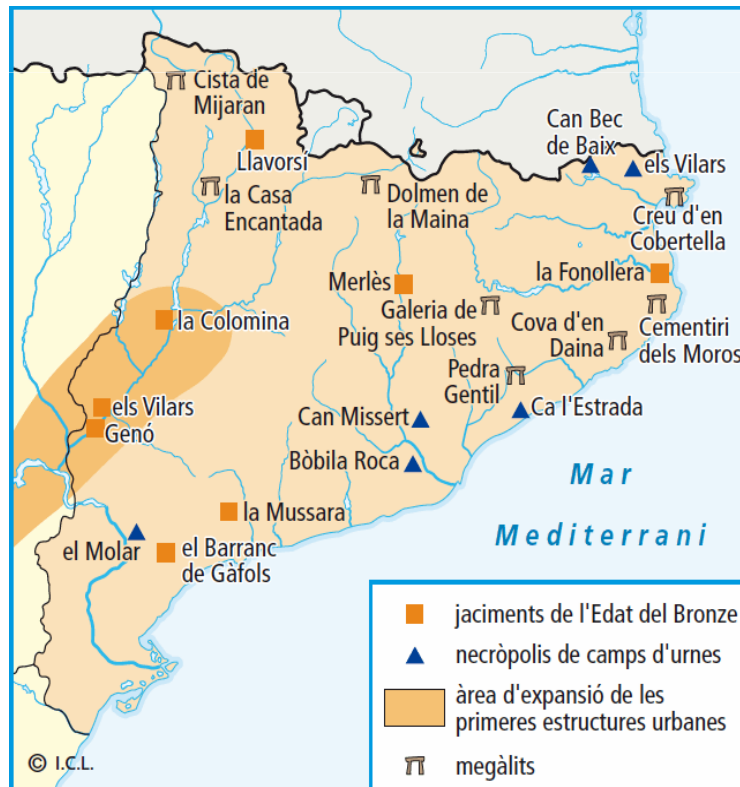 Cista de
Mijaran
Llavorsí
la Casa
Encantada
Dolmen de
la Maina
Can Bec
de Baix
els Vilars
Creu d'en
Cobertella
la Fonollera
Merlès
Galeria de
Puig ses Lloses
Cova d'en
Daina
Cementiri
dels Moros
la Colomina
Pedra
Gentil
els Vilars
Genó
Can Missert
Ca l'Estrada
Bòbila Roca
la Mussara
el Molar
el Barranc
de Gàfols
Mar
Mediterrani
jaciments de l'Edat del Bronze
necròpolis de camps d'urnes
àrea d'expansió de les
primeres estructures urbanes
megàlits
© I.C.L.